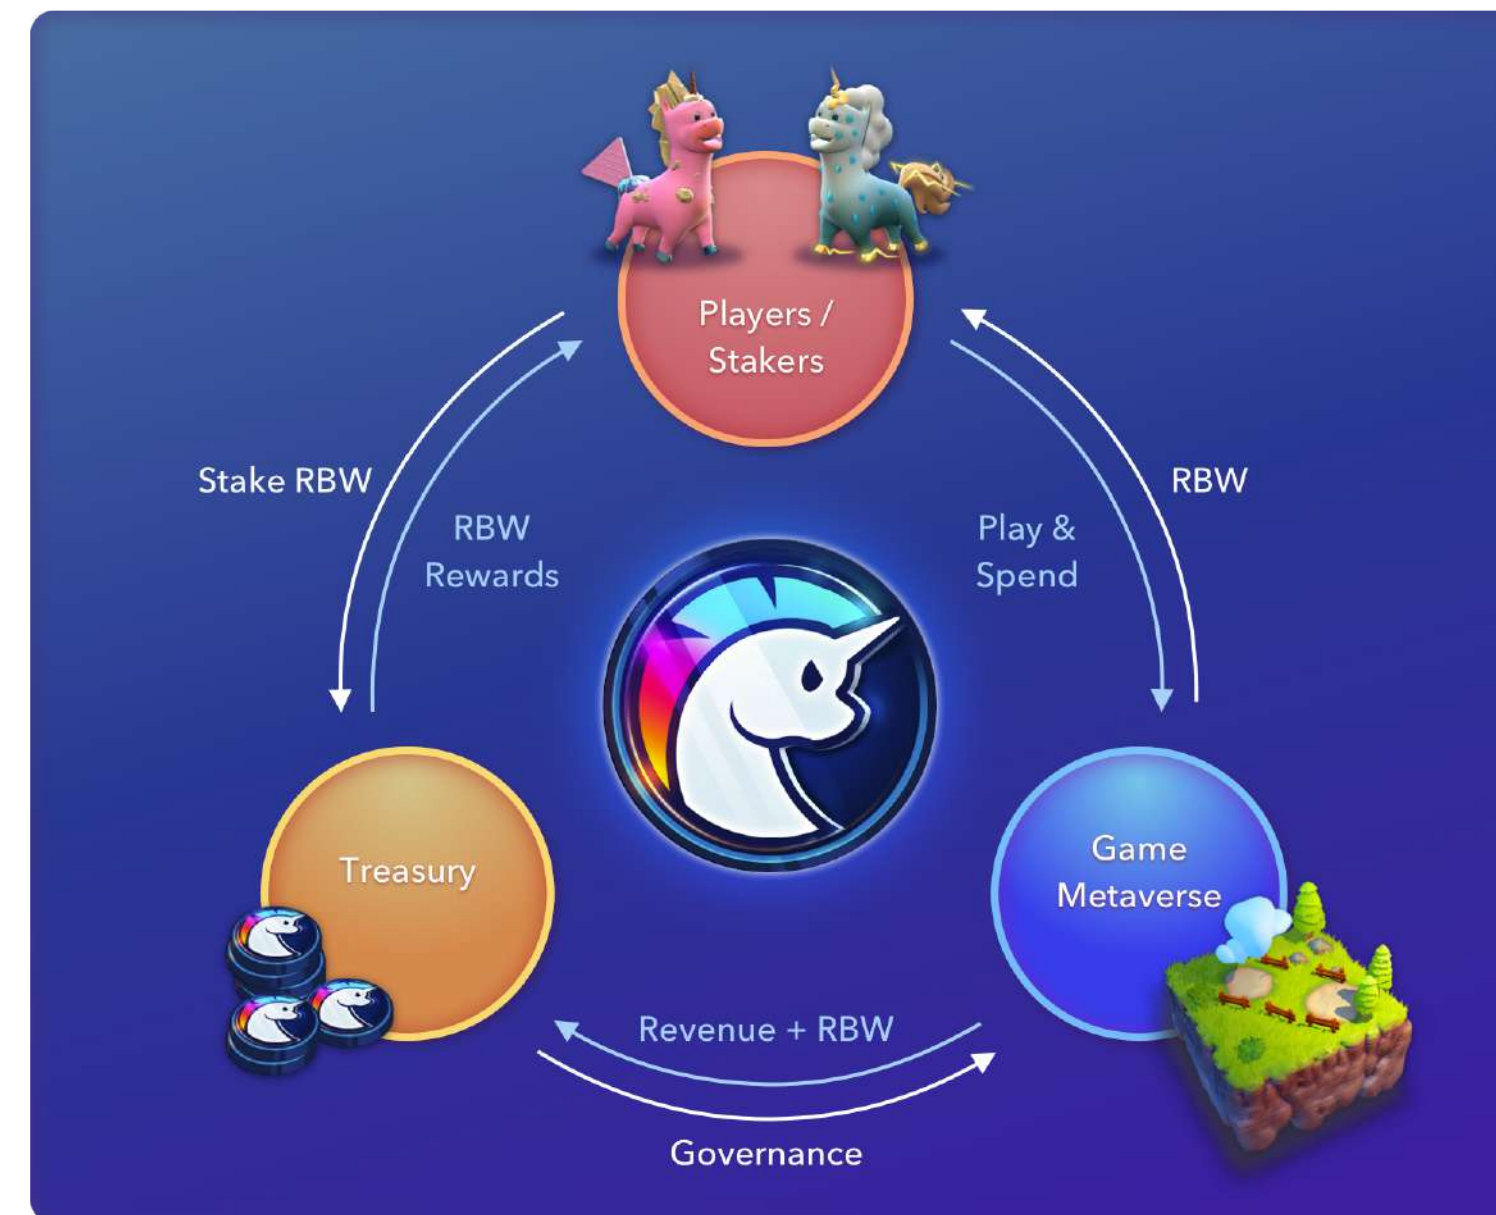 Players /
Stakers
Stake RBW
RBW
RBW
Rewards
Play &
Spend
Treasury
Game
Metaverse
Revenue + RBW
Governance